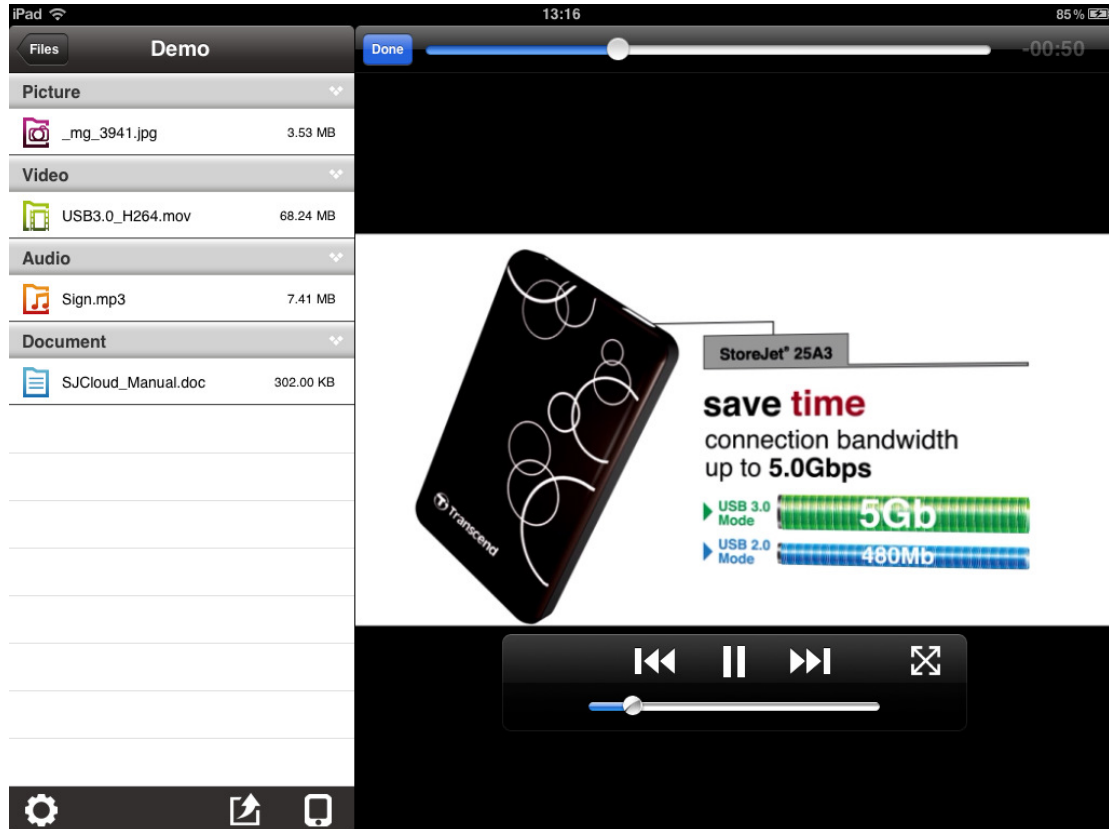 iPad 13:16 85%
Files Demo
Picture
_mg_3941.jpg 3.53 MB
Video
USB3.0_H264.mov 68.24 MB
Audio
Sign.mp3 7.41 MB
Document
SJCloud_Manual.doc 302.00 KB
Done -00:50
StoreJet® 25A3
save time
connection bandwidth
up to 5.0Gbps
USB 3.0
Mode
5Gb
USB 2.0
Mode
480Mb
Transcend